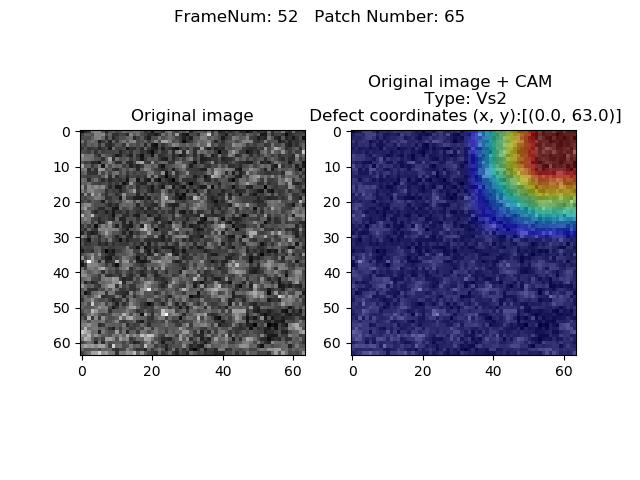 FrameNum: 52   Patch Number: 65
Original image
Original image + CAM
Type: Vs2
Defect coordinates (x, y):[(0.0, 63.0)]
0
10
20
30
40
50
60
0 20 40 60
0
10
20
30
40
50
60
0 20 40 60